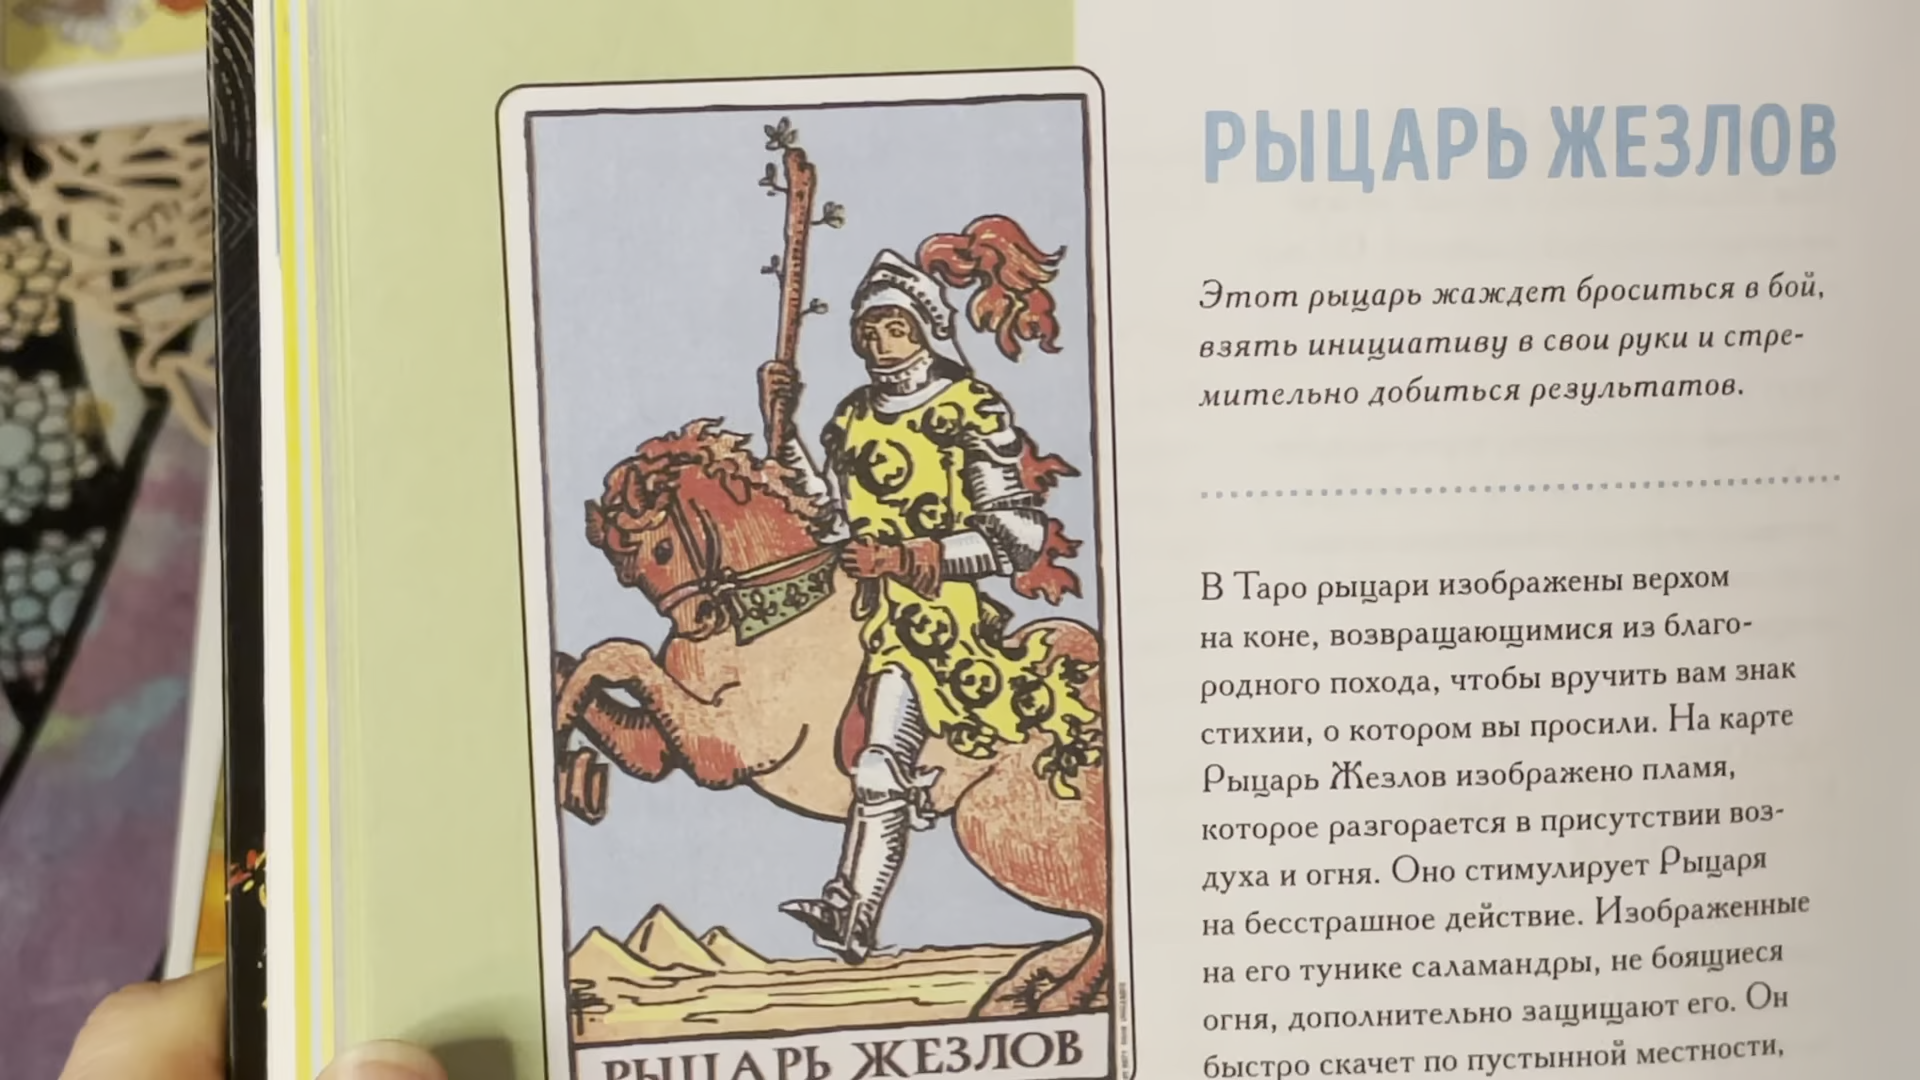 РЫЦАРЬ ЖЕЗЛОВ
РЫЦАРЬ ЖЕЗЛОВ
Этот рыцарь жаждет броситься в бой,
взять инициативу в свои руки и стре-
мительно добиться результатов.
В Таро рыцари изображены верхом
на коне, возвращающимися из благо-
родного похода, чтобы вручить вам знак
стихии, о котором вы просили. На карте
Рыцарь Жезлов изображено пламя,
которое разгорается в присутствии воз-
духа и огня. Оно стимулирует Рыцаря
на бесстрашное действие. Изображенные
на его тунике саламандры, не боящиеся
огня, дополнительно защищают его. Он
быстро скачет по пустынной местности,